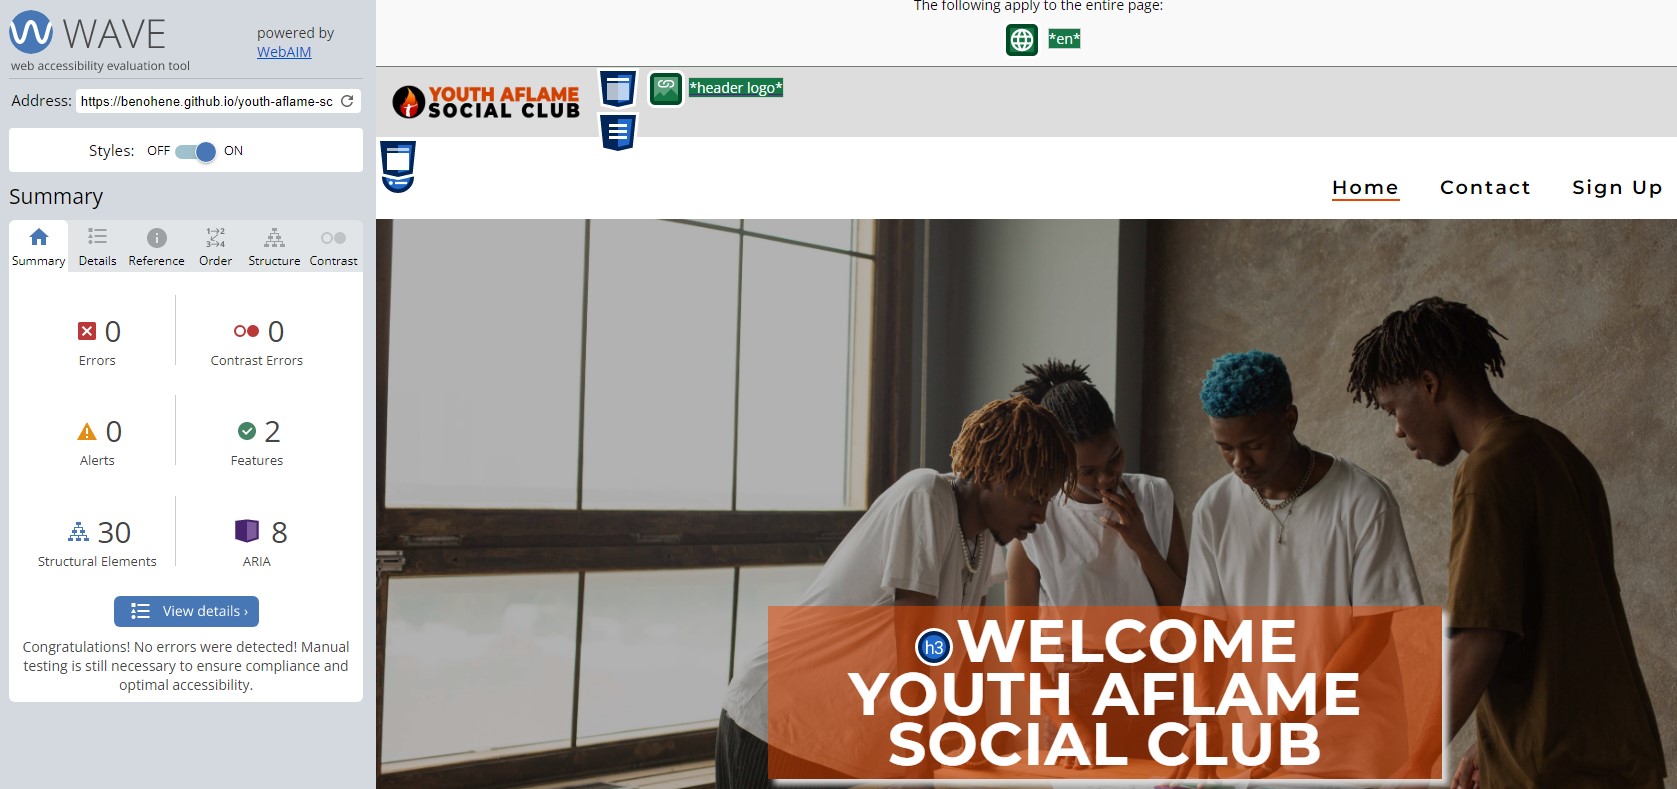 WAVE
powered by
WebAIM
web accessibility evaluation tool
Address: https://benohene.github.io/youth-aflame-sc
Styles: OFF ON
Summary
Summary Details Reference Order Structure Contrast
0 Errors
0 Contrast Errors
0 Alerts
2 Features
30 Structural Elements
8 ARIA
View details ›
Congratulations! No errors were detected! Manual
testing is still necessary to ensure compliance and
optimal accessibility.
The following apply to the entire page:
*en*
YOUTH AFLAME
SOCIAL CLUB
*header logo*
Home Contact Sign Up
h3 WELCOME
YOUTH AFLAME
SOCIAL CLUB